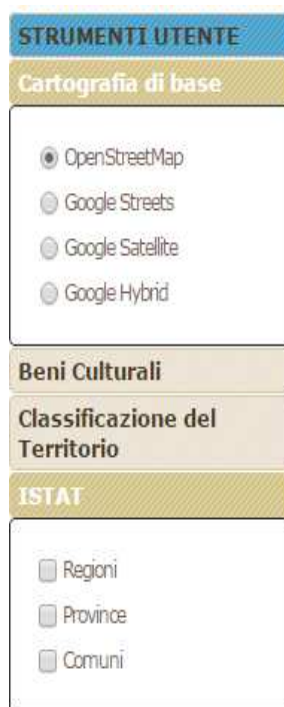 STRUMENTI UTENTE
Cartografia di base
OpenStreetMap
Google Streets
Google Satellite
Google Hybrid
Beni Culturali
Classificazione del
Territorio
ISTAT
Regioni
Province
Comuni